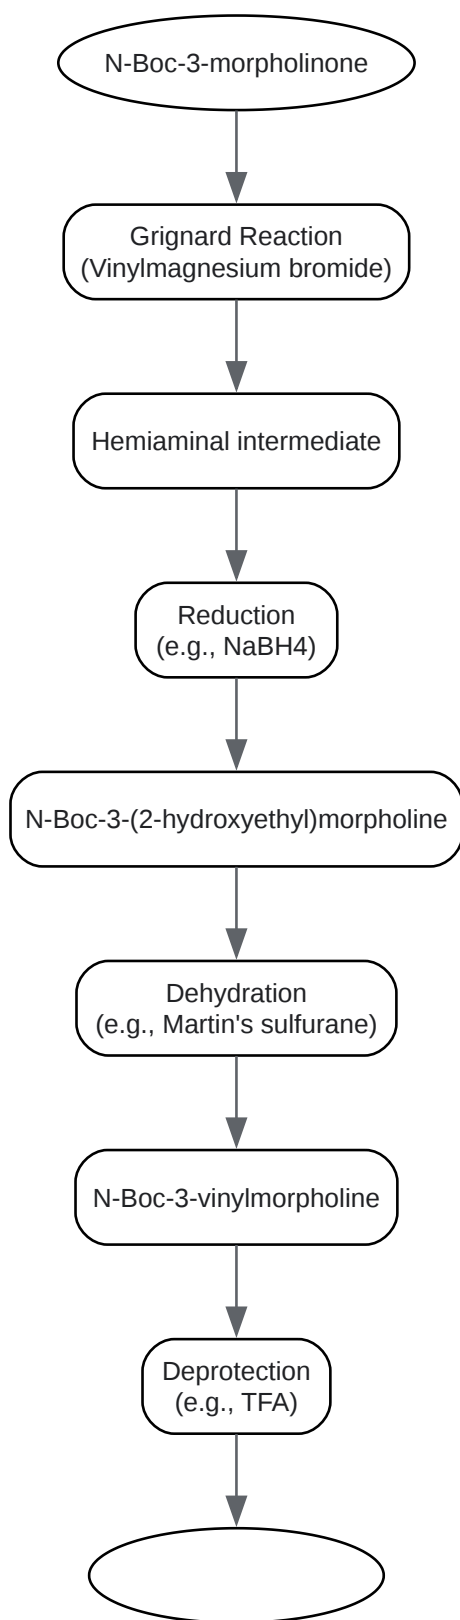 N-Boc-3-morpholinone
Grignard Reaction
(Vinylmagnesium bromide)
Hemiaminal intermediate
Reduction
(e.g., NaBH4)
N-Boc-3-(2-hydroxyethyl)morpholine
Dehydration
(e.g., Martin's sulfurane)
N-Boc-3-vinylmorpholine
Deprotection
(e.g., TFA)